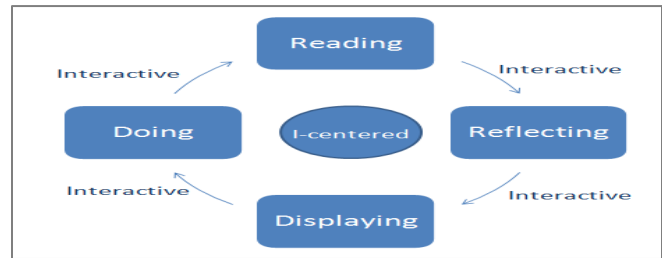 Reading
Interactive
Interactive
Doing
I-centered
Reflecting
Interactive
Interactive
Displaying